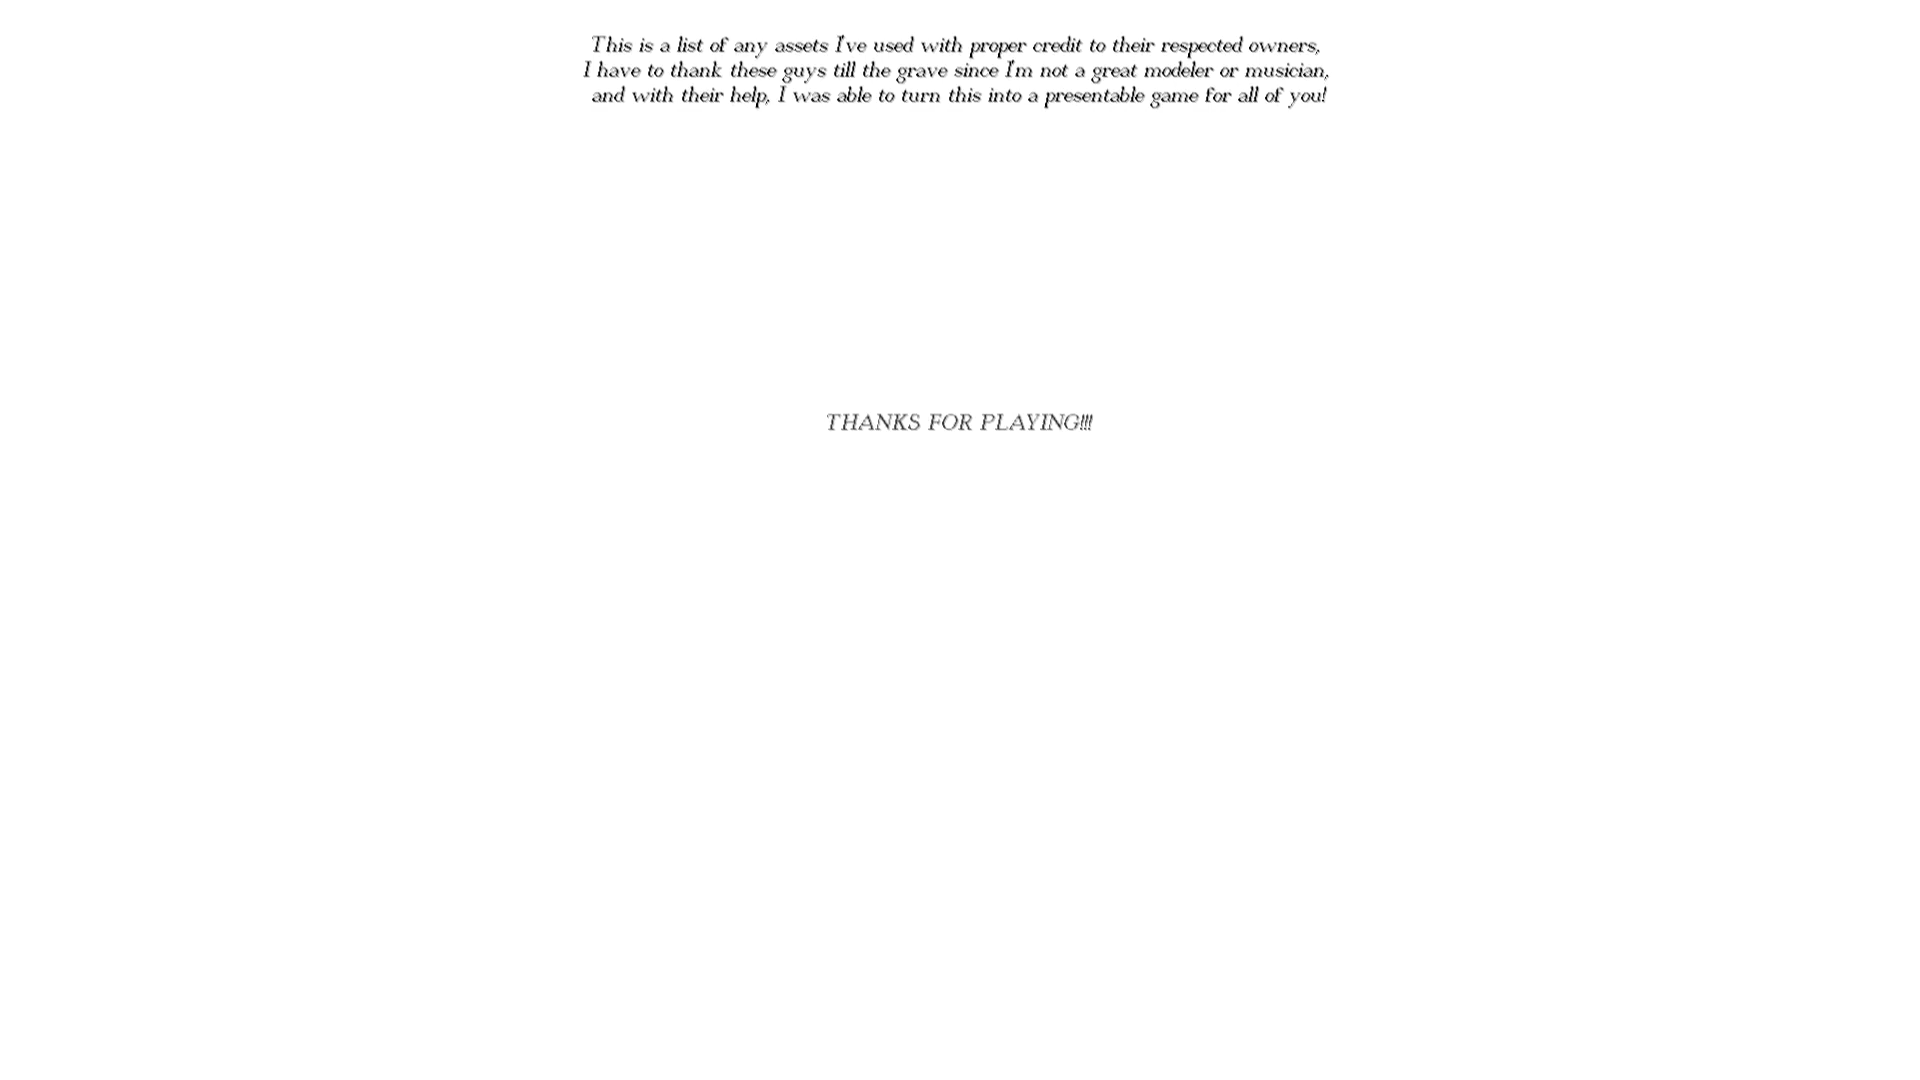 This is a list of any assets I've used with proper credit to their respected owners,
I have to thank these guys till the grave since I'm not a great modeler or musician,
and with their help, I was able to turn this into a presentable game for all of you!
THANKS FOR PLAYING!!!